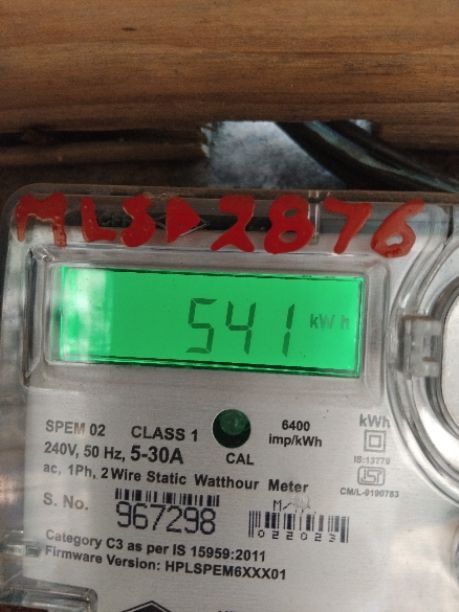 MLSD2876
541 kWh
SPEM 02 CLASS 1 6400 imp/kWh kWh
240V, 50 Hz, 5-30A CAL IS:13779
ac, 1Ph, 2 Wire Static Watthour Meter
CM/L-9190783
S. No. 967298 022023
Category C3 as per IS 15959:2011
Firmware Version: HPLSPEM6XXX01